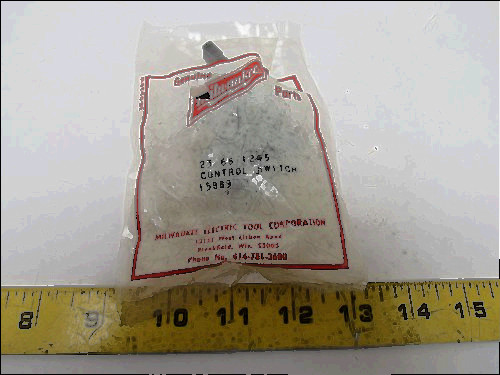 Genuine
Milwaukee
Parts
23 66 1245
CONTROL SWITCH
15989
MILWAUKEE ELECTRIC TOOL CORPORATION
13135 West Lisbon Road
Brookfield, Wis. 53005
Phone No. 414-781-3600
8 9 10 11 12 13 14 15